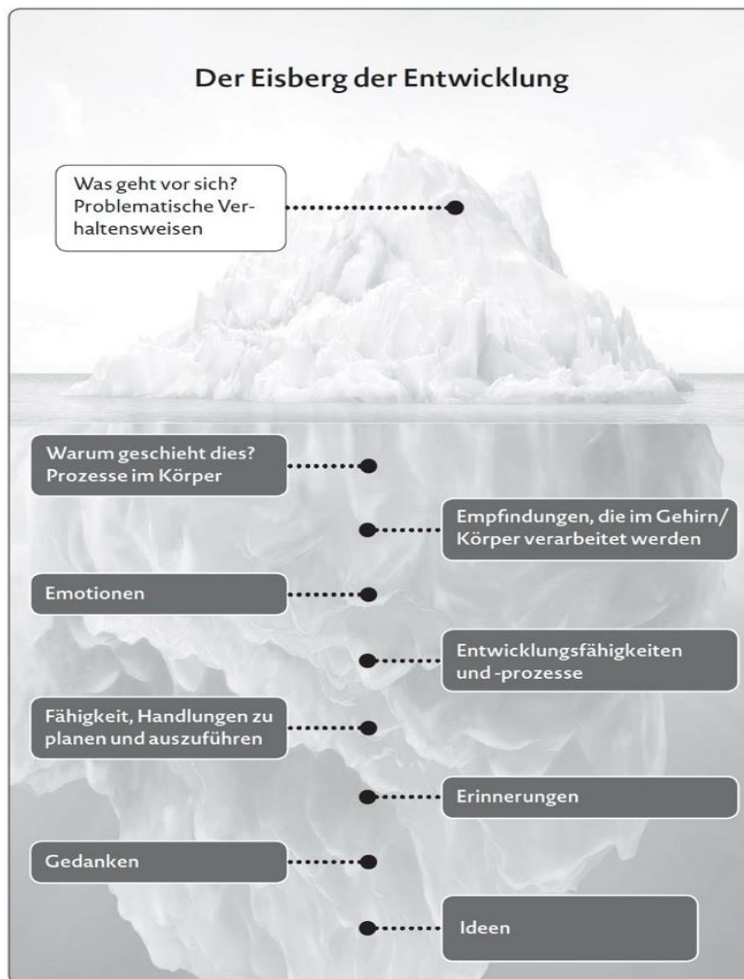 Der Eisberg der Entwicklung
Was geht vor sich?
Problematische Ver-
haltensweisen
Warum geschieht dies?
Prozesse im Körper
Empfindungen, die im Gehirn/
Körper verarbeitet werden
Emotionen
Entwicklungsfähigkeiten
und -prozesse
Fähigkeit, Handlungen zu
planen und auszuführen
Erinnerungen
Gedanken
Ideen